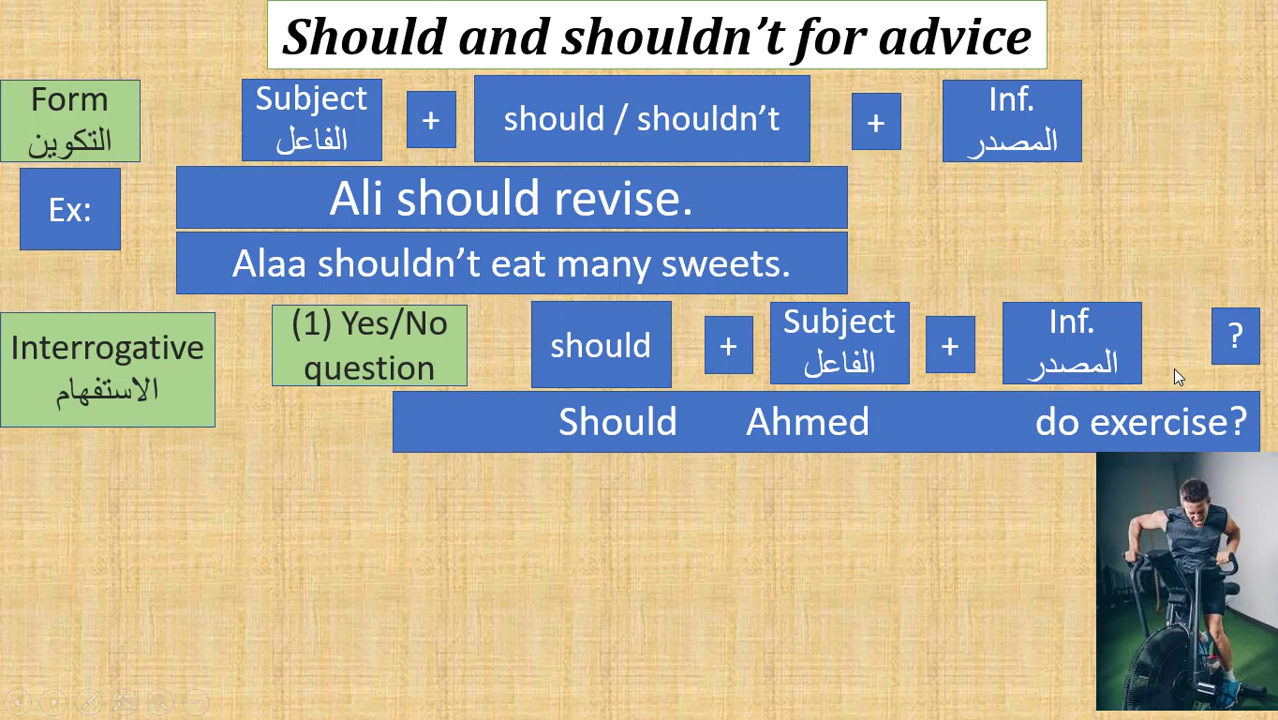 Should and shouldn't for advice
Form
التكوين
Subject
الفاعل
+
should / shouldn't
+
Inf.
المصدر
Ex:
Ali should revise.
Alaa shouldn't eat many sweets.
Interrogative
الاستفهام
(1) Yes/No
question
should
+
Subject
الفاعل
+
Inf.
المصدر
?
Should Ahmed do exercise?